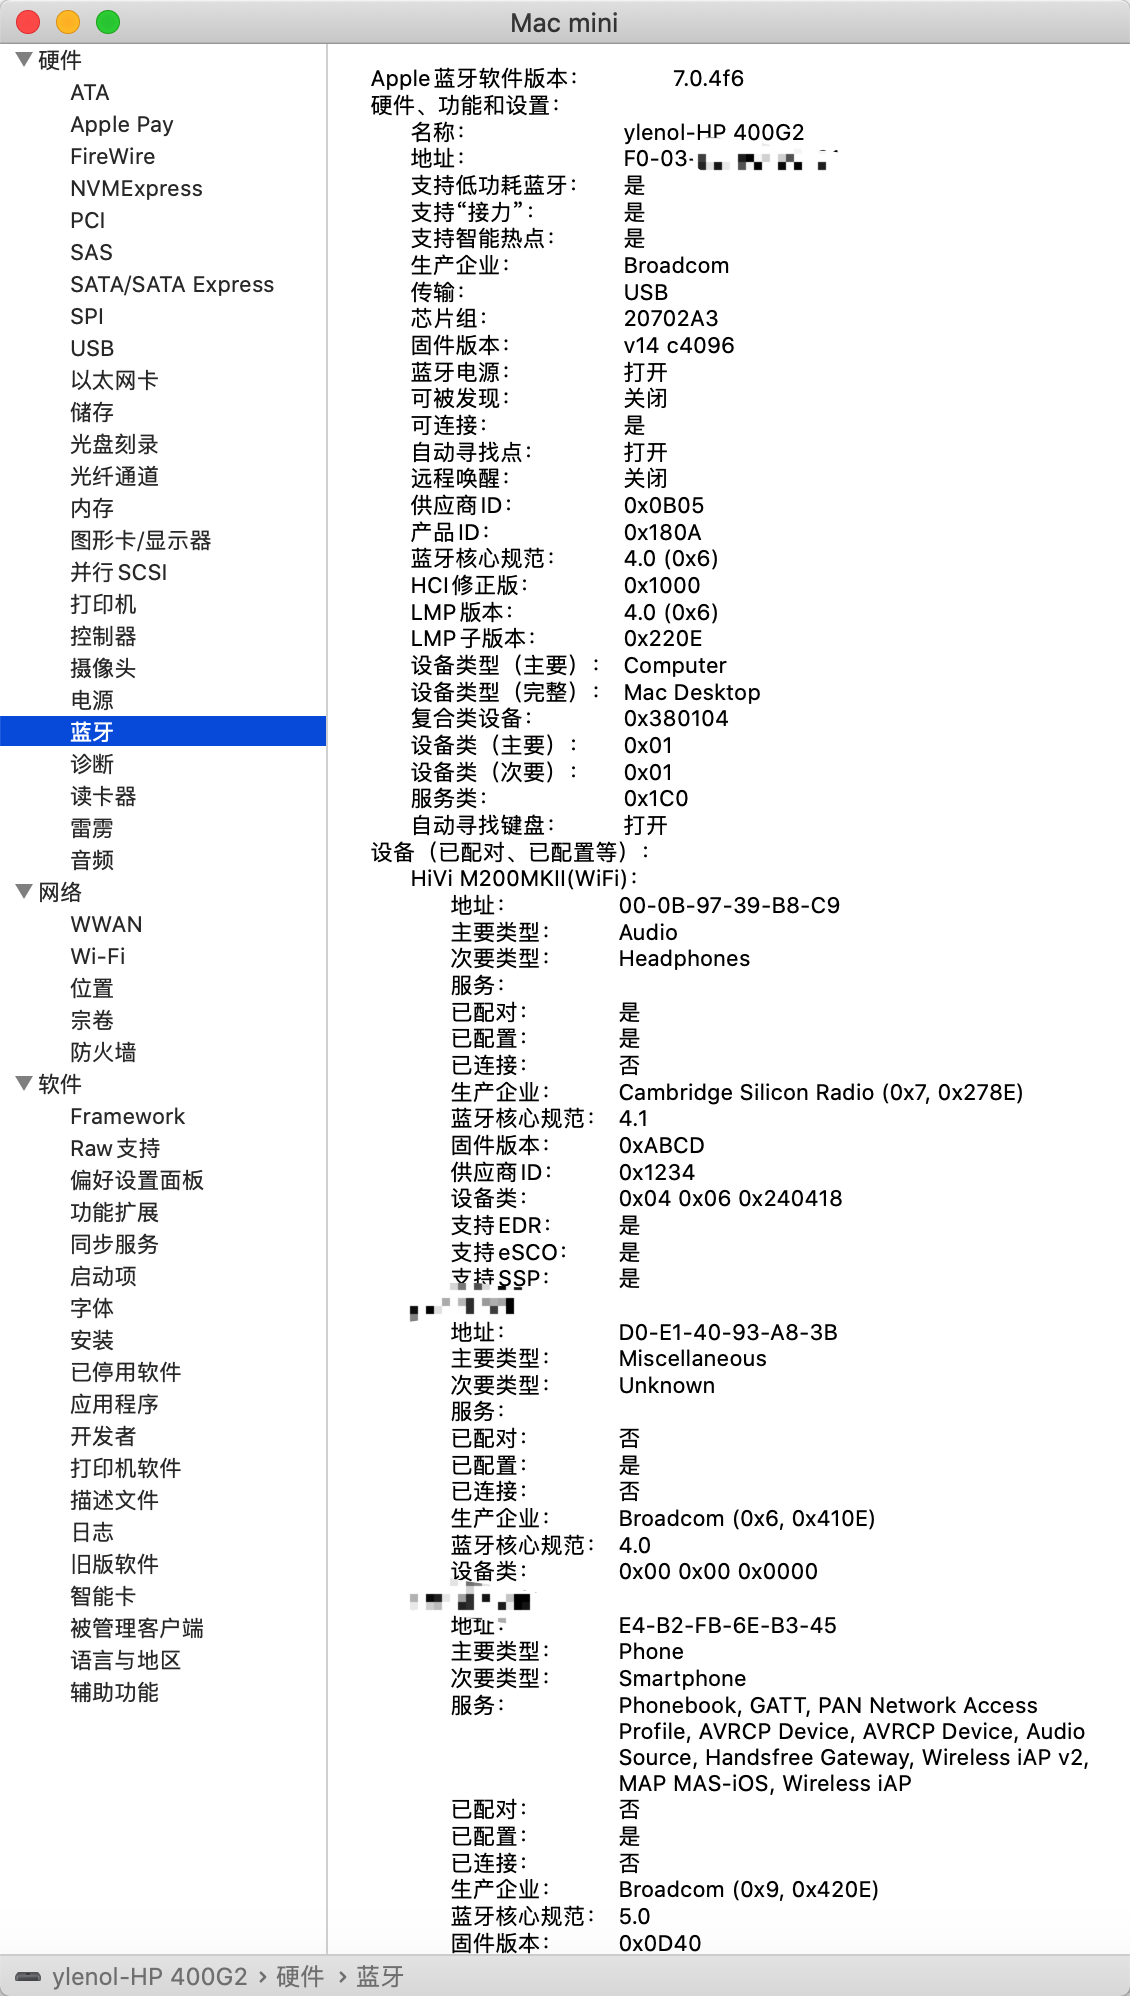 Mac mini
硬件
ATA
Apple Pay
FireWire
NVMExpress
PCI
SAS
SATA/SATA Express
SPI
USB
以太网卡
储存
光盘刻录
光纤通道
内存
图形卡/显示器
并行SCSI
打印机
控制器
摄像头
电源
蓝牙
诊断
读卡器
雷雳
音频
网络
WWAN
Wi-Fi
位置
宗卷
防火墙
软件
Framework
Raw支持
偏好设置面板
功能扩展
同步服务
启动项
字体
安装
已停用软件
应用程序
开发者
打印机软件
描述文件
日志
旧版软件
智能卡
被管理客户端
语言与地区
辅助功能
Apple蓝牙软件版本： 7.0.4f6
硬件、功能和设置：
名称： ylenol-HP 400G2
地址： F0-03-
支持低功耗蓝牙： 是
支持“接力”： 是
支持智能热点： 是
生产企业： Broadcom
传输： USB
芯片组： 20702A3
固件版本： v14 c4096
蓝牙电源： 打开
可被发现： 关闭
可连接： 是
自动寻找点： 打开
远程唤醒： 关闭
供应商ID： 0x0B05
产品ID： 0x180A
蓝牙核心规范： 4.0 (0x6)
HCI修正版： 0x1000
LMP版本： 4.0 (0x6)
LMP子版本： 0x220E
设备类型（主要）： Computer
设备类型（完整）： Mac Desktop
复合类设备： 0x380104
设备类（主要）： 0x01
设备类（次要）： 0x01
服务类： 0x1C0
自动寻找键盘： 打开
设备（已配对、已配置等）：
HiVi M200MKII(WiFi)：
地址： 00-0B-97-39-B8-C9
主要类型： Audio
次要类型： Headphones
服务：
已配对： 是
已配置： 是
已连接： 否
生产企业： Cambridge Silicon Radio (0x7, 0x278E)
蓝牙核心规范： 4.1
固件版本： 0xABCD
供应商ID： 0x1234
设备类： 0x04 0x06 0x240418
支持EDR： 是
支持eSCO： 是
支持SSP： 是
地址： D0-E1-40-93-A8-3B
主要类型： Miscellaneous
次要类型： Unknown
服务：
已配对： 否
已配置： 是
已连接： 否
生产企业： Broadcom (0x6, 0x410E)
蓝牙核心规范： 4.0
设备类： 0x00 0x00 0x0000
地址： E4-B2-FB-6E-B3-45
主要类型： Phone
次要类型： Smartphone
服务： Phonebook, GATT, PAN Network Access
Profile, AVRCP Device, AVRCP Device, Audio
Source, Handsfree Gateway, Wireless iAP v2,
MAP MAS-iOS, Wireless iAP
已配对： 否
已配置： 是
已连接： 否
生产企业： Broadcom (0x9, 0x420E)
蓝牙核心规范： 5.0
固件版本： 0x0D40
ylenol-HP 400G2 › 硬件 › 蓝牙